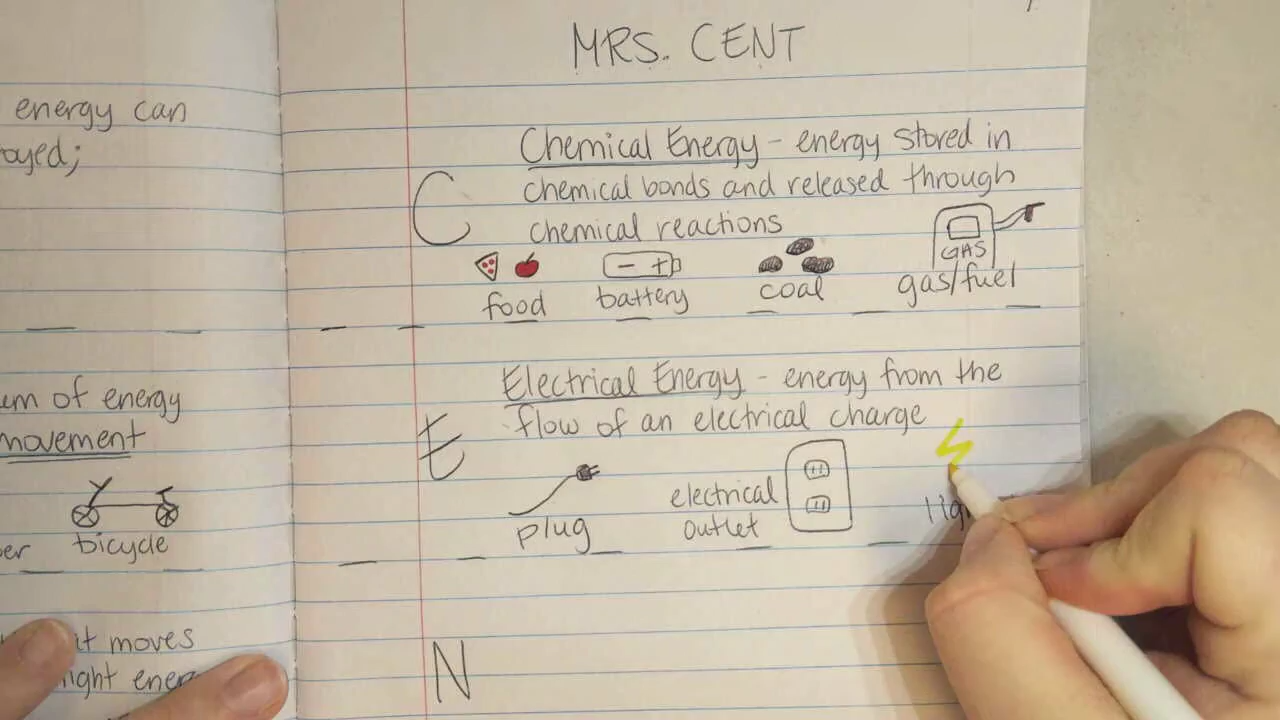 energy can
MRS. CENT
Chemical Energy - energy stored in
chemical bonds and released through
chemical reactions
C
GAS
food battery coal gas/fuel
of energy
movement
bicycle
Electrical Energy - energy from the
flow of an electrical charge
E
plug
electrical
outlet
it moves
N